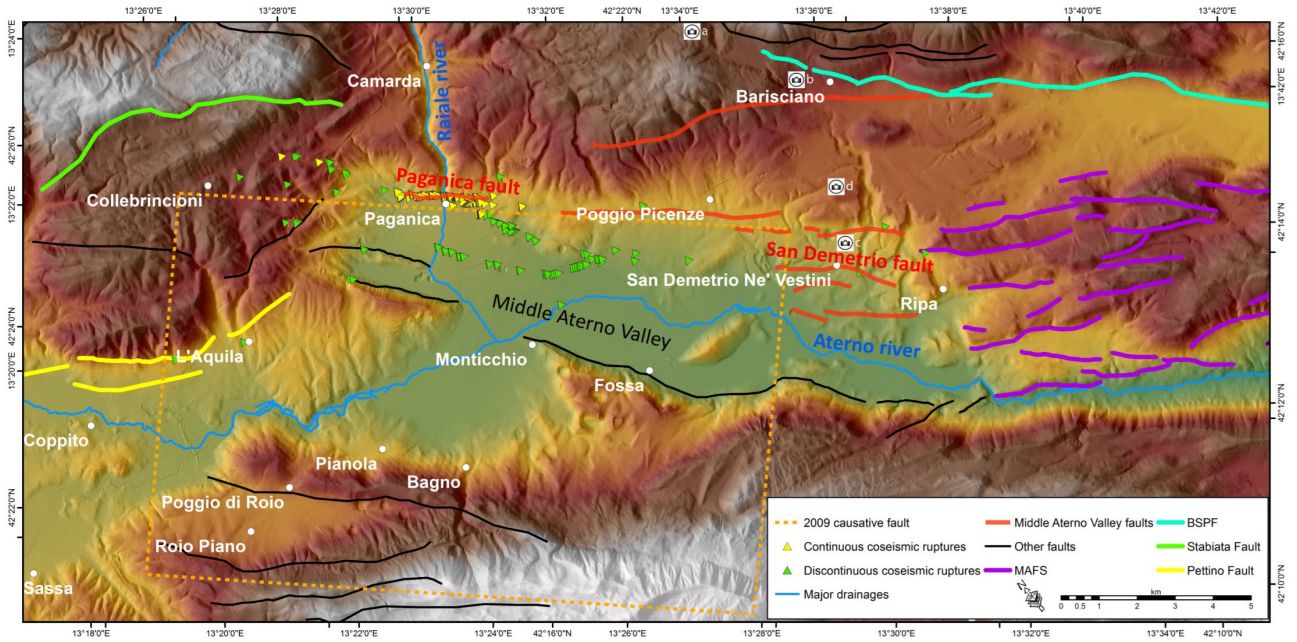 13°26'0"E
13°28'0"E
13°30'0"E
13°32'0"E
42°22'0"N
13°34'0"E
13°36'0"E
13°38'0"E
13°40'0"E
13°42'0"E
13°24'0"E
42°26'0"N
13°22'0"E
42°24'0"N
13°20'0"E
42°22'0"N
42°16'0"N
13°42'0"E
42°14'0"N
42°12'0"N
42°10'0"N
a
b
Camarda
Raiale river
Barisciano
d
Paganica fault
Collebrincioni
Paganica
Poggio Picenze
c
San Demetrio fault
San Demetrio Ne' Vestini
Ripa
Middle Aterno Valley
L'Aquila
Monticchio
Aterno river
Fossa
Coppito
Pianola
Bagno
Poggio di Roio
Roio Piano
Sassa
2009 causative fault
Continuous coseismic ruptures
Discontinuous coseismic ruptures
Major drainages
Middle Aterno Valley faults
Other faults
MAFS
BSPF
Stabiata Fault
Pettino Fault
km
0 0.5 1 2 3 4 5
13°18'0"E
13°20'0"E
13°22'0"E
13°24'0"E
42°16'0"N
13°26'0"E
13°28'0"E
13°30'0"E
13°32'0"E
13°34'0"E
42°10'0"N